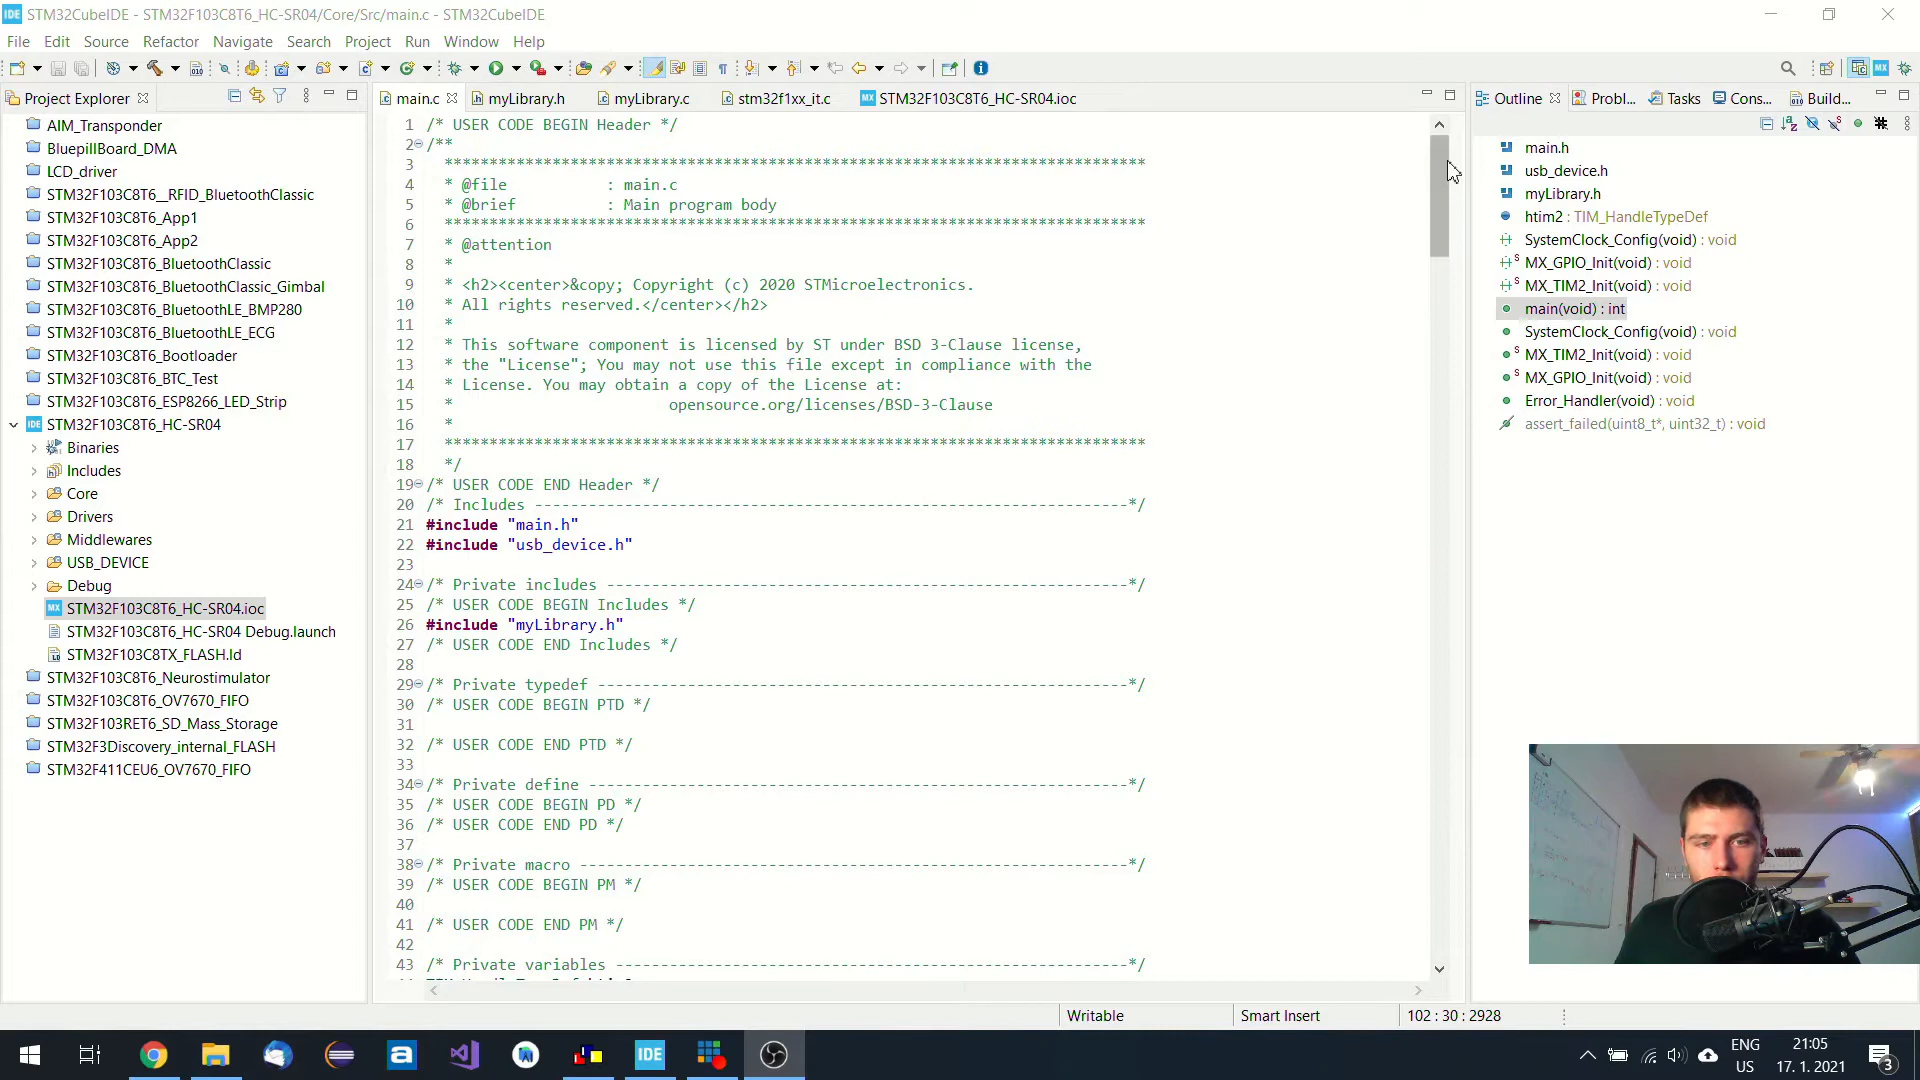 IDE STM32CubeIDE - STM32F103C8T6_HC-SR04/Core/Src/main.c - STM32CubeIDE
File Edit Source Refactor Navigate Search Project Run Window Help
Project Explorer
AIM_Transponder
BluepillBoard_DMA
LCD_driver
STM32F103C8T6__RFID_BluetoothClassic
STM32F103C8T6_App1
STM32F103C8T6_App2
STM32F103C8T6_BluetoothClassic
STM32F103C8T6_BluetoothClassic_Gimbal
STM32F103C8T6_BluetoothLE_BMP280
STM32F103C8T6_BluetoothLE_ECG
STM32F103C8T6_Bootloader
STM32F103C8T6_BTC_Test
STM32F103C8T6_ESP8266_LED_Strip
IDE STM32F103C8T6_HC-SR04
Binaries
Includes
Core
Drivers
Middlewares
USB_DEVICE
Debug
MX STM32F103C8T6_HC-SR04.ioc
STM32F103C8T6_HC-SR04 Debug.launch
STM32F103C8TX_FLASH.ld
STM32F103C8T6_Neurostimulator
STM32F103C8T6_OV7670_FIFO
STM32F103RET6_SD_Mass_Storage
STM32F3Discovery_internal_FLASH
STM32F411CEU6_OV7670_FIFO
main.c myLibrary.h myLibrary.c stm32f1xx_it.c MX STM32F103C8T6_HC-SR04.ioc
1 /* USER CODE BEGIN Header */
2 /**
3 ******************************************************************************
4 * @file : main.c
5 * @brief : Main program body
6 ******************************************************************************
7 * @attention
8 *
9 * <h2><center>&copy; Copyright (c) 2020 STMicroelectronics.
10 * All rights reserved.</center></h2>
11 *
12 * This software component is licensed by ST under BSD 3-Clause license,
13 * the "License"; You may not use this file except in compliance with the
14 * License. You may obtain a copy of the License at:
15 * opensource.org/licenses/BSD-3-Clause
16 *
17 ******************************************************************************
18 */
19 /* USER CODE END Header */
20 /* Includes ------------------------------------------------------------------*/
21 #include "main.h"
22 #include "usb_device.h"
23
24 /* Private includes ----------------------------------------------------------*/
25 /* USER CODE BEGIN Includes */
26 #include "myLibrary.h"
27 /* USER CODE END Includes */
28
29 /* Private typedef -----------------------------------------------------------*/
30 /* USER CODE BEGIN PTD */
31
32 /* USER CODE END PTD */
33
34 /* Private define ------------------------------------------------------------*/
35 /* USER CODE BEGIN PD */
36 /* USER CODE END PD */
37
38 /* Private macro -------------------------------------------------------------*/
39 /* USER CODE BEGIN PM */
40
41 /* USER CODE END PM */
42
43 /* Private variables ---------------------------------------------------------*/
Outline Probl... Tasks Cons... Build...
main.h
usb_device.h
myLibrary.h
htim2 : TIM_HandleTypeDef
SystemClock_Config(void) : void
MX_GPIO_Init(void) : void
MX_TIM2_Init(void) : void
main(void) : int
SystemClock_Config(void) : void
MX_TIM2_Init(void) : void
MX_GPIO_Init(void) : void
Error_Handler(void) : void
assert_failed(uint8_t*, uint32_t) : void
Writable Smart Insert 102 : 30 : 2928
IDE
ENG
US
21:05
17. 1. 2021
3